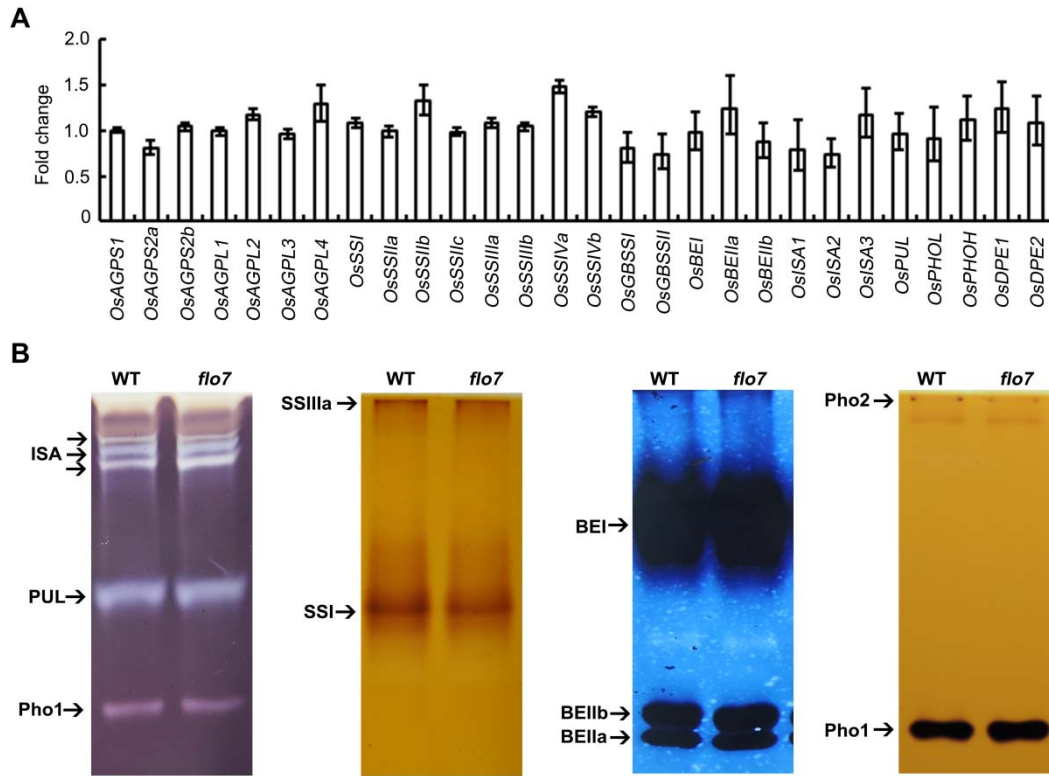 A
2.0
1.5
1.0
0.5
0
Fold change
OsAGPS1
OsAGPS2a
OsAGPS2b
OsAGPL1
OsAGPL2
OsAGPL3
OsAGPL4
OsSSI
OsSSIIa
OsSSIIb
OsSSIIc
OsSSIIIa
OsSSIIIb
OsSSIVa
OsSSIVb
OsGBSSI
OsGBSSII
OsBEI
OsBEIIa
OsBEIIb
OsISA1
OsISA2
OsISA3
OsPUL
OsPHOL
OsPHOH
OsDPE1
OsDPE2
B
WT flo7
ISA
PUL
Pho1
WT flo7
SSIIIa
SSI
WT flo7
BEI
BEIIb
BEIIa
WT flo7
Pho2
Pho1